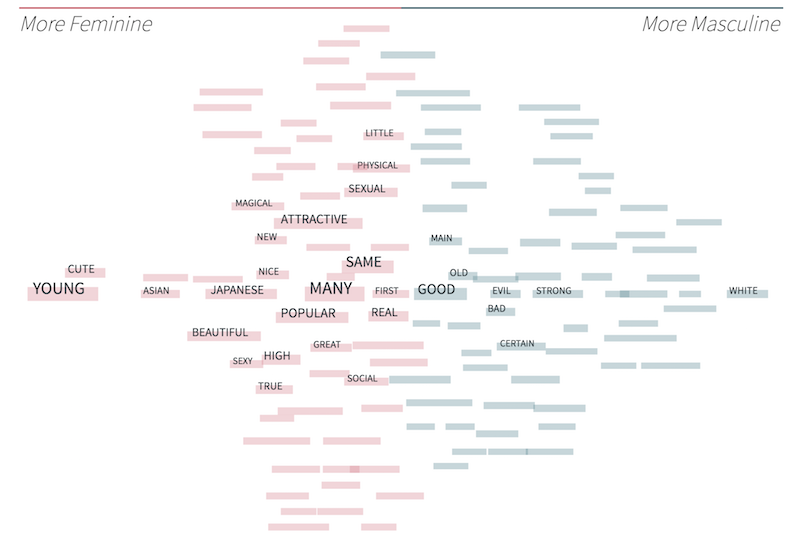 More Feminine
More Masculine
LITTLE
PHYSICAL
SEXUAL
MAGICAL
ATTRACTIVE
NEW
MAIN
SAME
CUTE
NICE
OLD
YOUNG
ASIAN
JAPANESE
MANY
FIRST
GOOD
EVIL
STRONG
WHITE
POPULAR
REAL
BAD
BEAUTIFUL
GREAT
CERTAIN
SEXY
HIGH
SOCIAL
TRUE